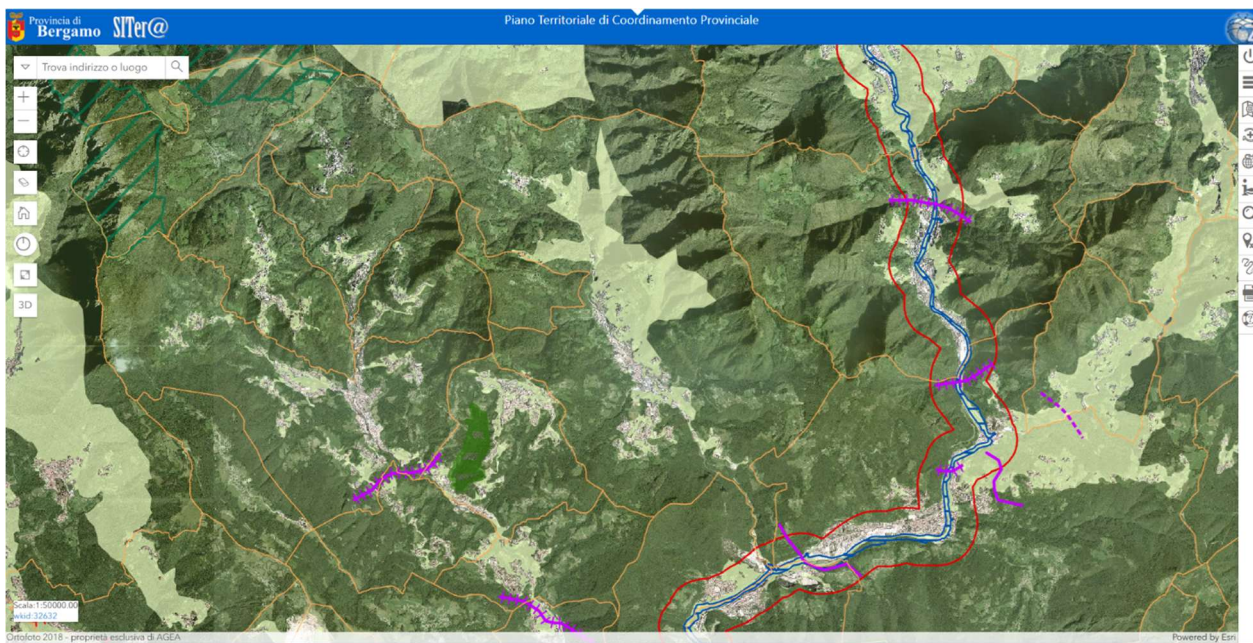 Provincia di
Bergamo
SITer@
Piano Territoriale di Coordinamento Provinciale
Trova indirizzo o luogo
3D
Scala:1:50000.00
wkid:32632
Ortofoto 2018 - proprietà esclusiva di AGEA
Powered by Esri